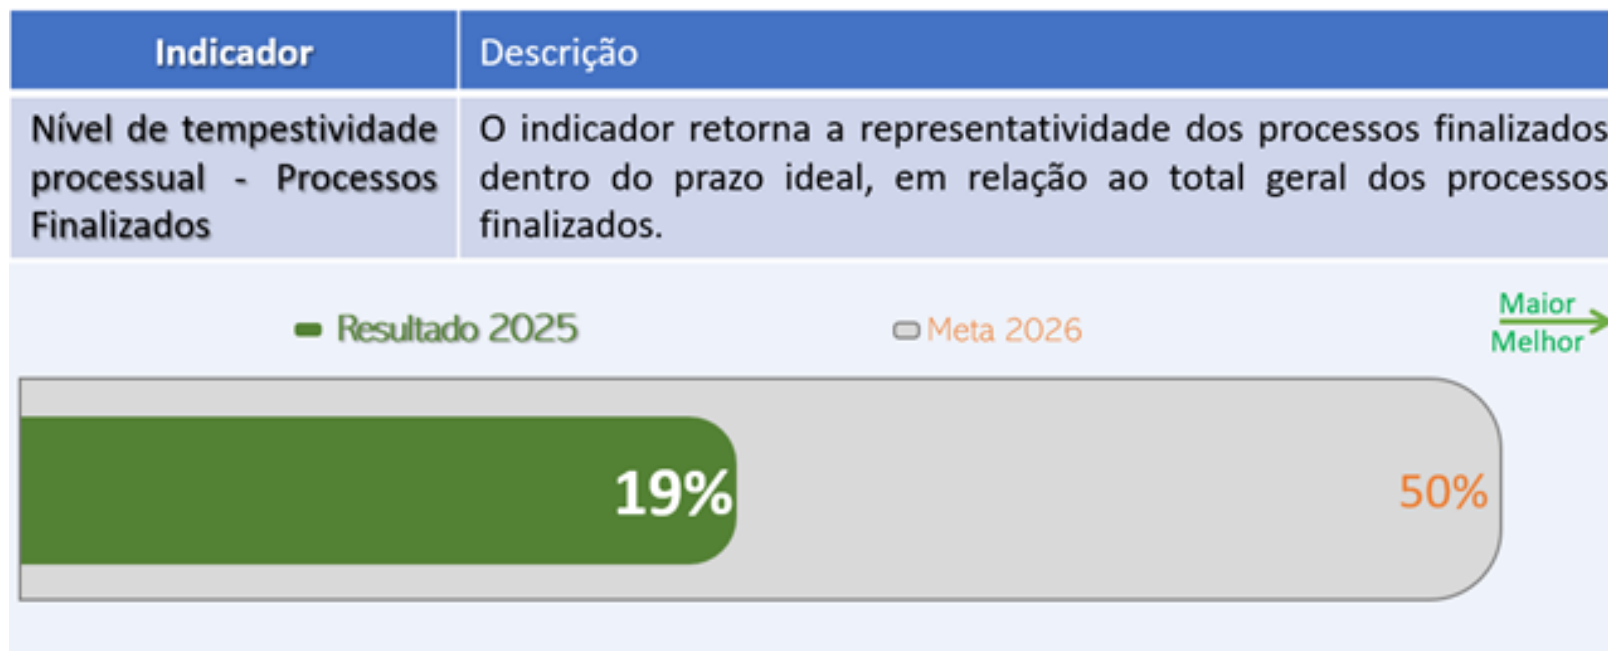 Indicador
Descrição
Nível de tempestividade
processual - Processos
Finalizados
O indicador retorna a representatividade dos processos finalizados
dentro do prazo ideal, em relação ao total geral dos processos
finalizados.
Resultado 2025
Meta 2026
Maior
Melhor
19%
50%